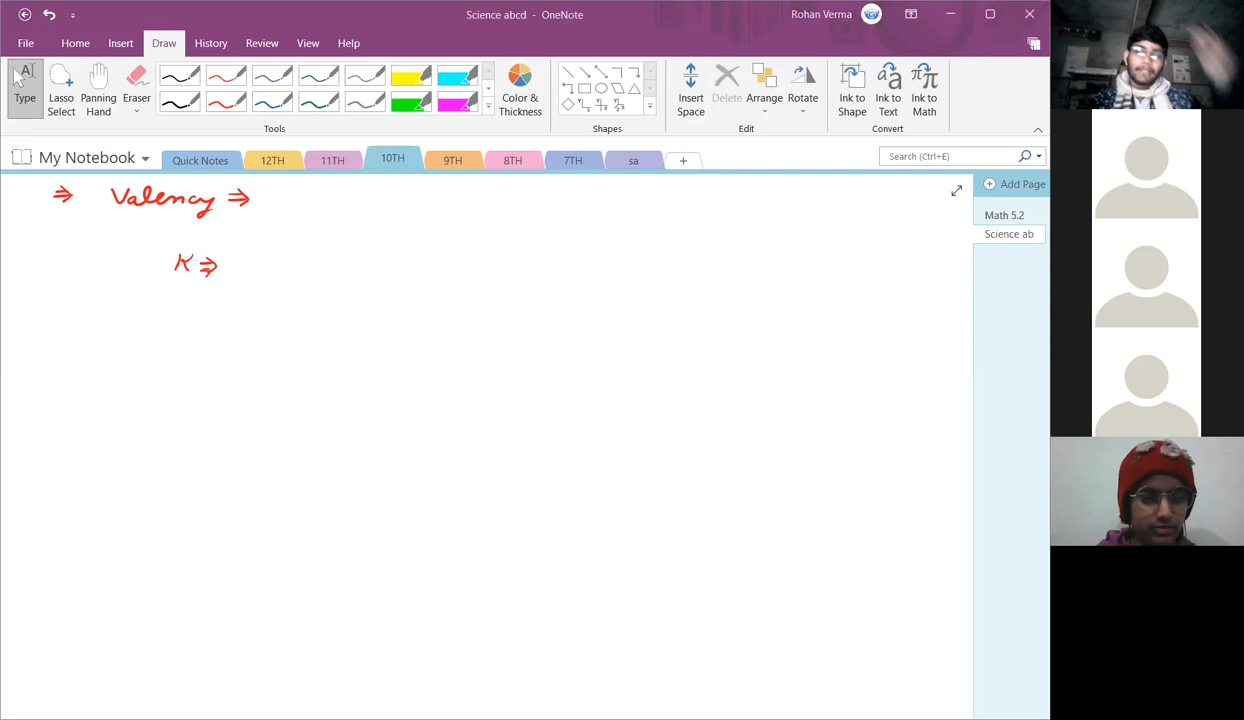 Science abcd - OneNote
Rohan Verma
File Home Insert Draw History Review View Help
Type
Lasso Select
Panning Hand
Eraser
Color & Thickness
Insert Space
Delete
Arrange
Rotate
Ink to Shape
Ink to Text
Ink to Math
Tools
Shapes
Edit
Convert
My Notebook
Quick Notes 12TH 11TH 10TH 9TH 8TH 7TH sa +
Search (Ctrl+E)
Add Page
Math 5.2
Science ab
⇒ Valency ⇒
K ⇒